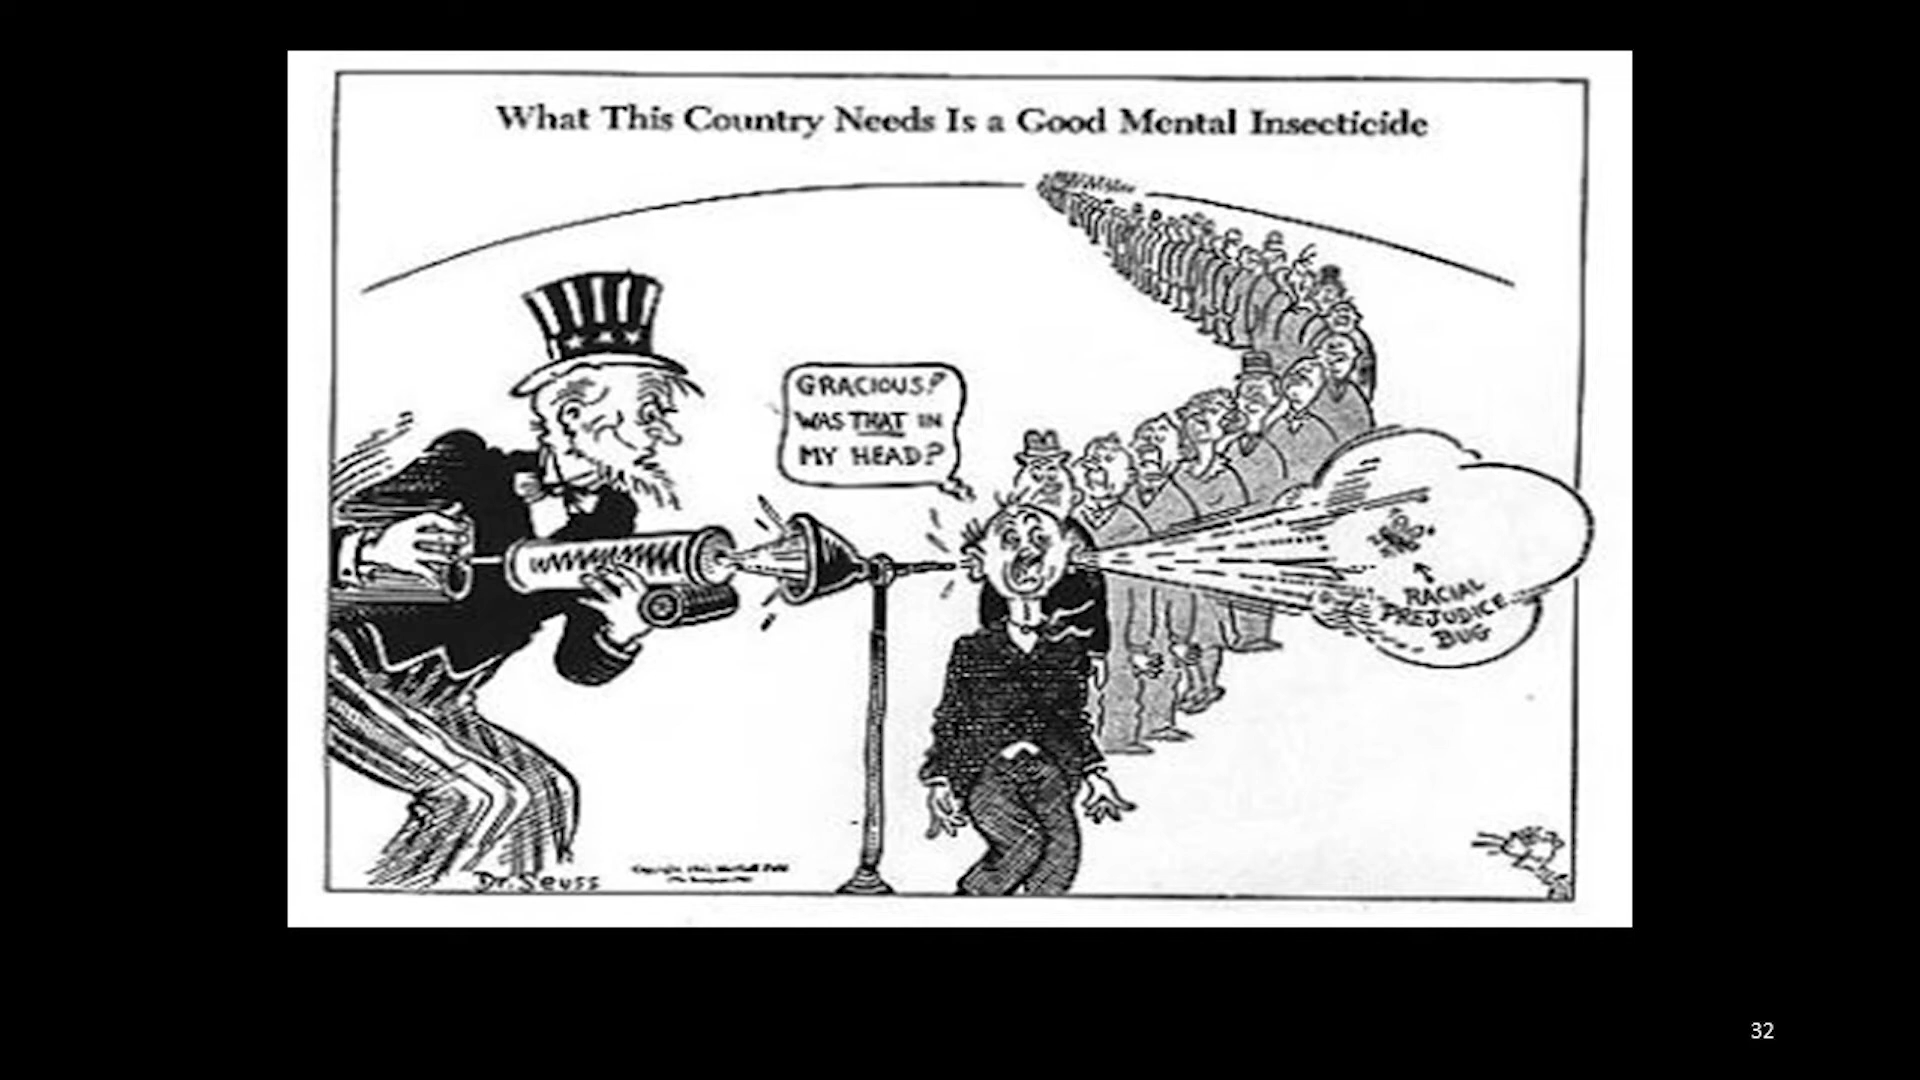 What This Country Needs Is a Good Mental Insecticide
GRACIOUS!
WAS THAT IN
MY HEAD?
RACIAL
PREJUDICE
BUG
Dr. Seuss
32